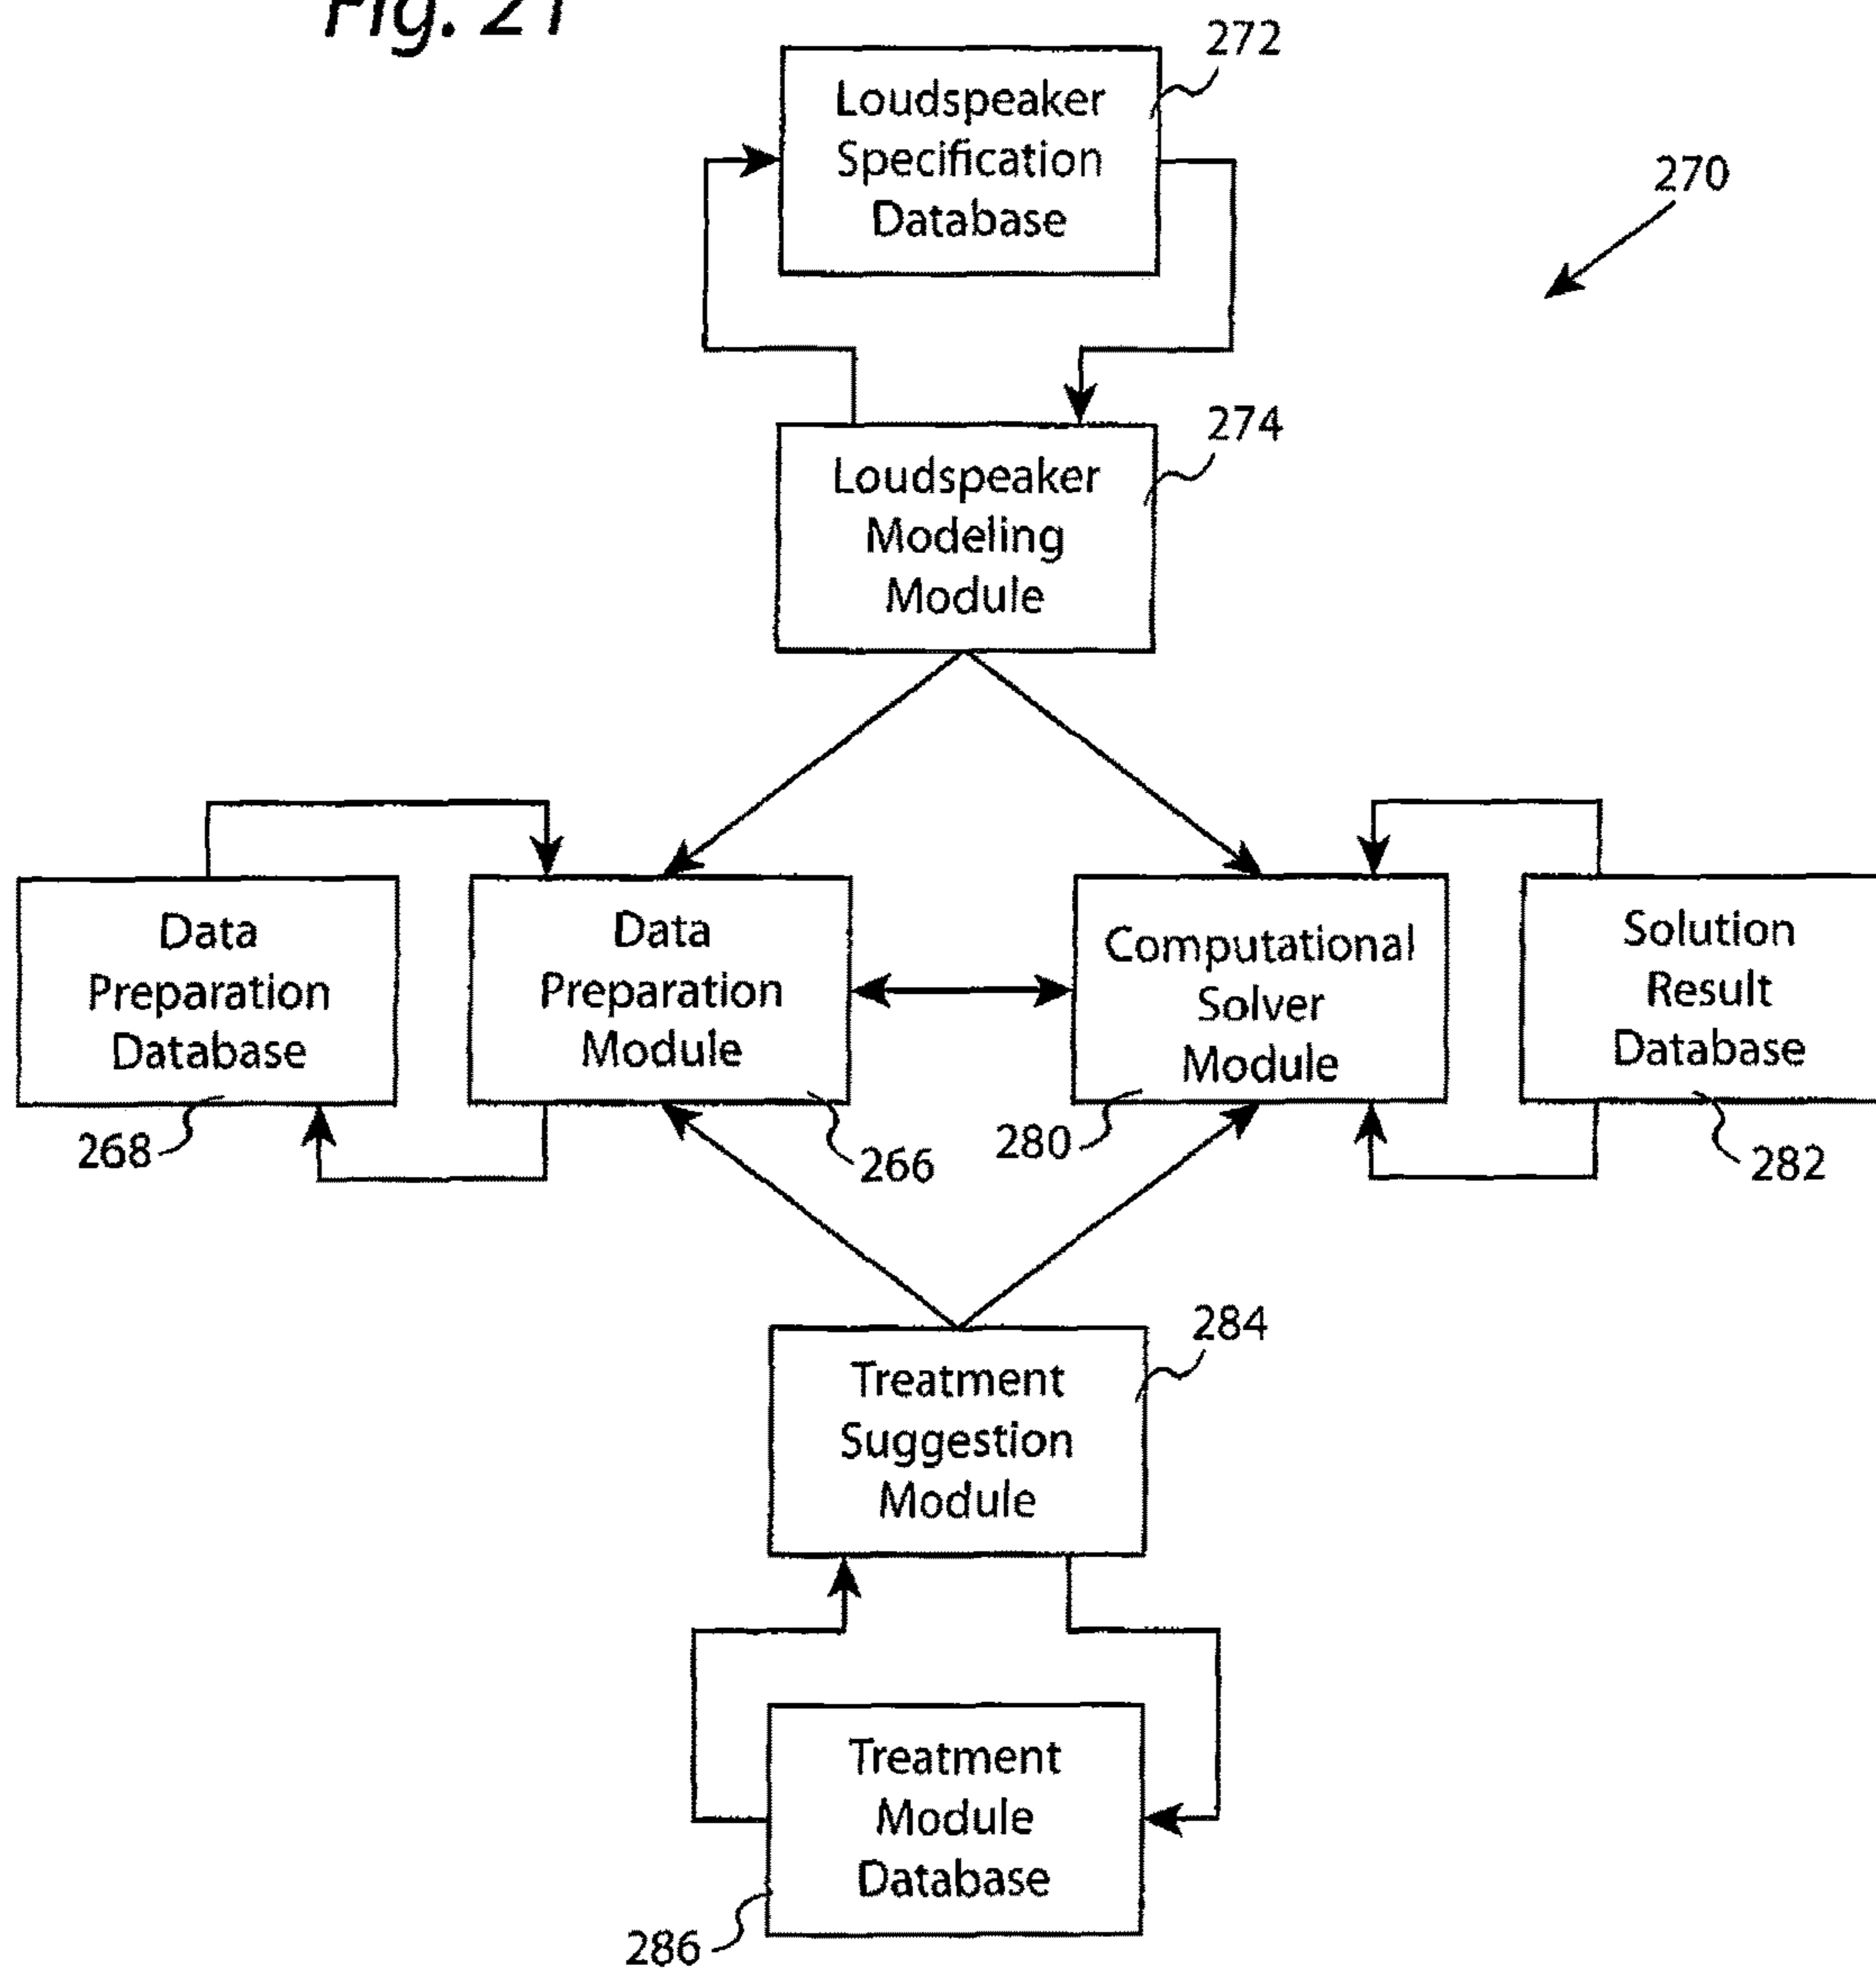 Fig. 21
272
Loudspeaker
Specification
Database
270
274
Loudspeaker
Modeling
Module
Data
Preparation
Database
Data
Preparation
Module
Computational
Solver
Module
Solution
Result
Database
268
266
280
282
284
Treatment
Suggestion
Module
Treatment
Module
Database
286